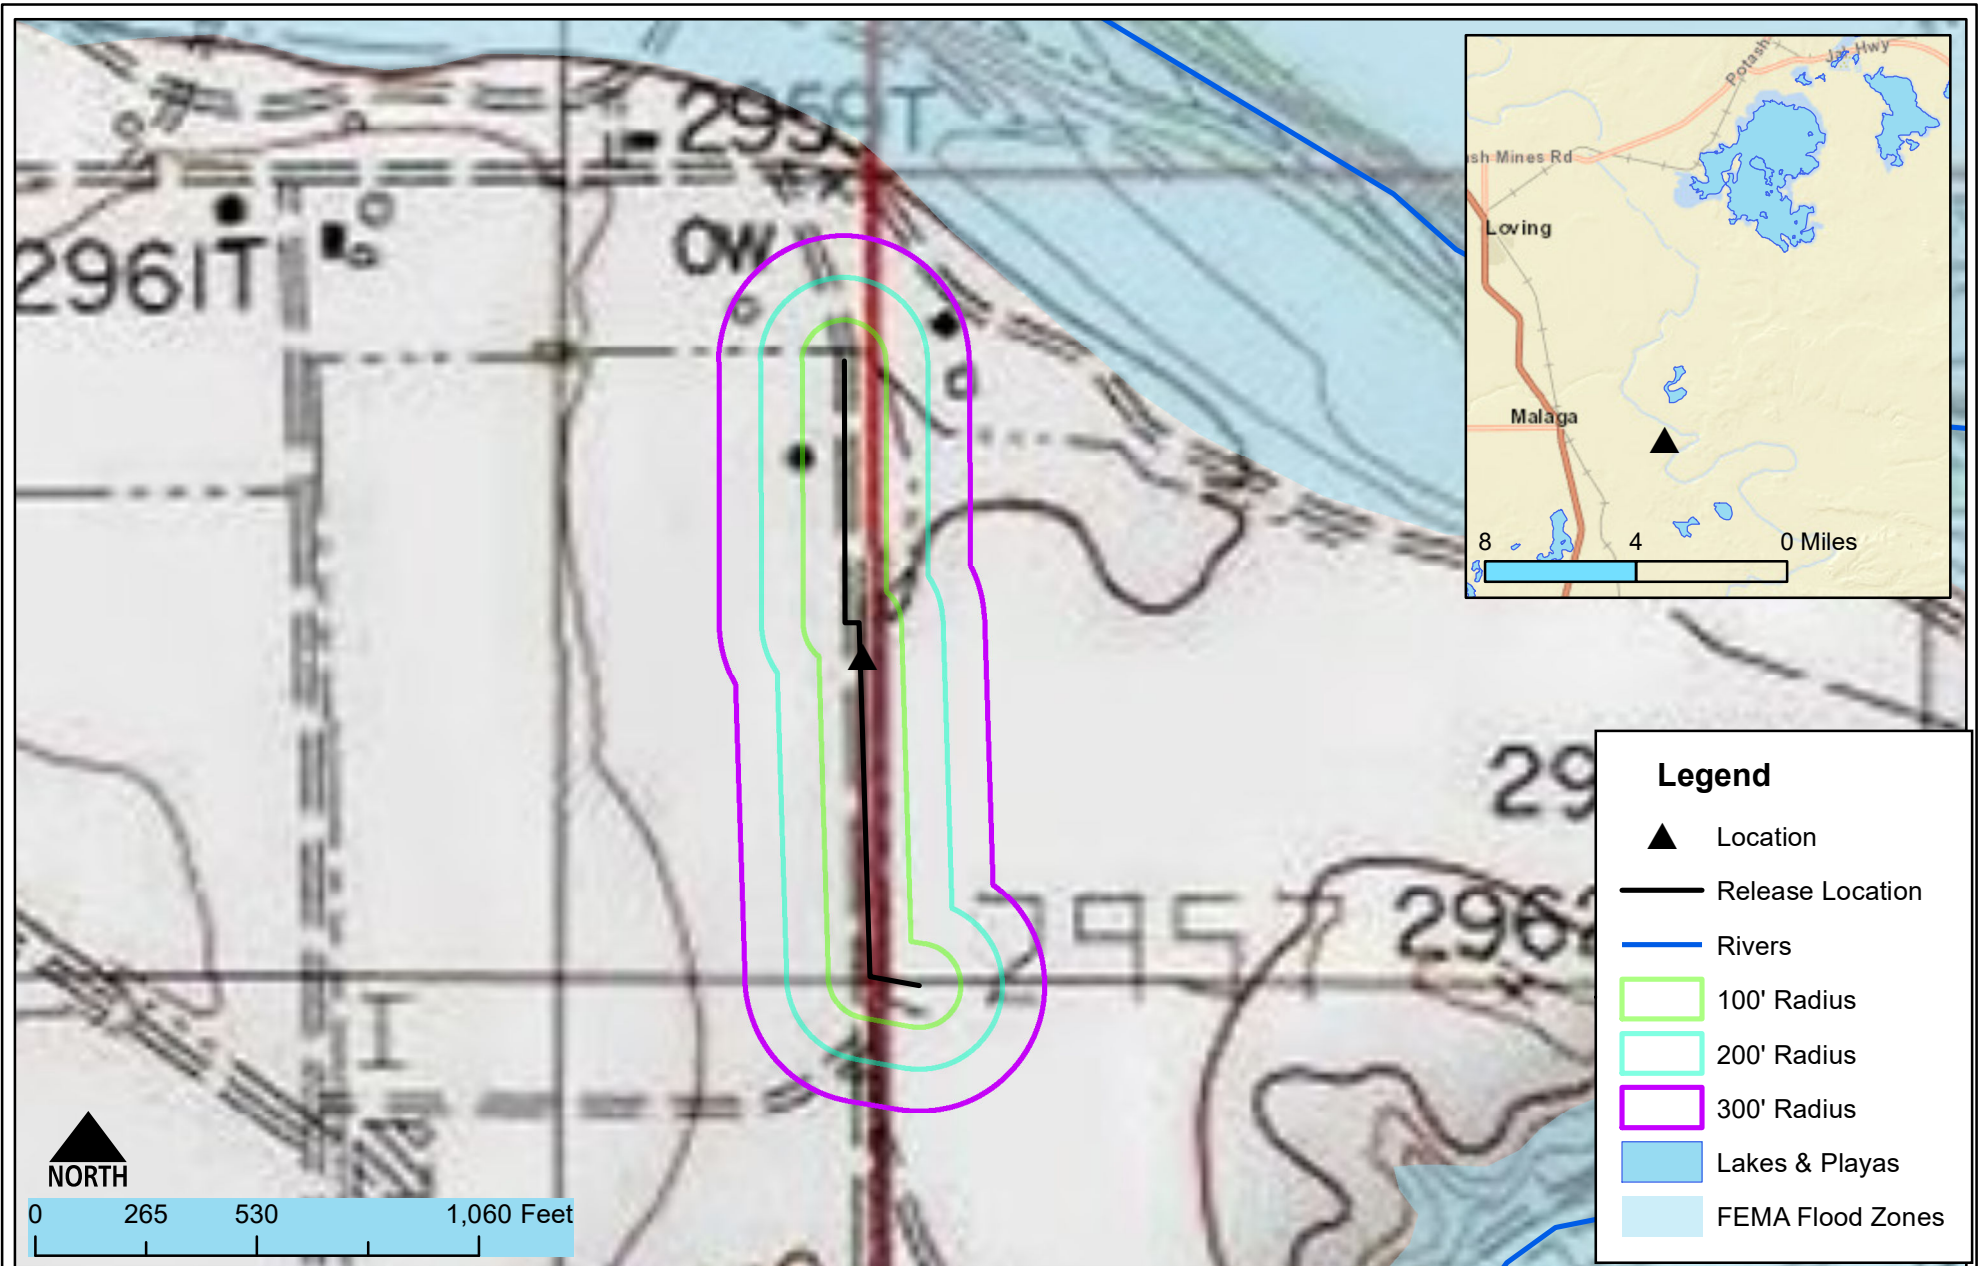 2959T
2961T
OW
29
2957
2962
I
Potash
Jal Hwy
ash Mines Rd
Loving
Malaga
8 4 0 Miles
Legend
Location
Release Location
Rivers
100' Radius
200' Radius
300' Radius
Lakes & Playas
FEMA Flood Zones
NORTH
0 265 530 1,060 Feet